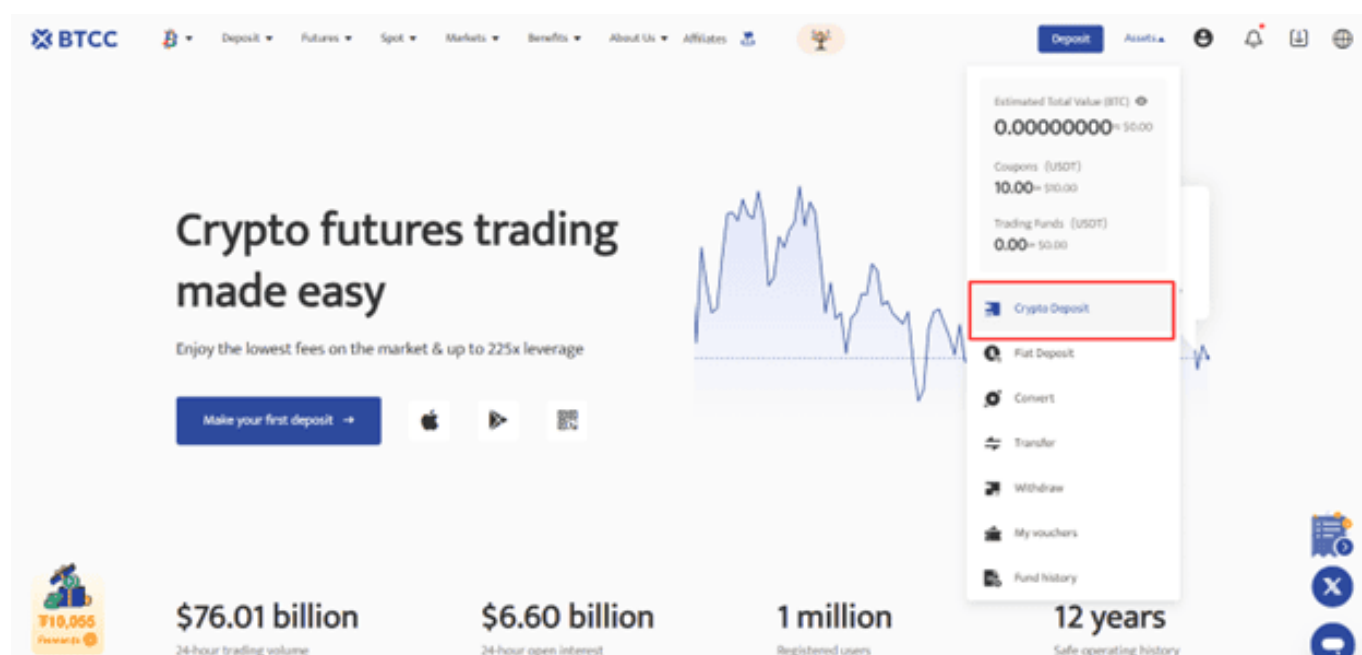 BTCC
Deposit
Futures
Spot
Markets
Benefits
About Us
Affiliates
Deposit
Assets
Estimated Total Value (BTC)
0.00000000≈ $0.00
Coupons (USDT)
10.00≈ $10.00
Trading Funds (USDT)
0.00≈ $0.00
Crypto Deposit
Fiat Deposit
Convert
Transfer
Withdraw
My vouchers
Fund history
Crypto futures trading
made easy
Enjoy the lowest fees on the market & up to 225x leverage
Make your first deposit →
₮10,055
Rewards
$76.01 billion
24-hour trading volume
$6.60 billion
24-hour open interest
1 million
Registered users
12 years
Safe operating history